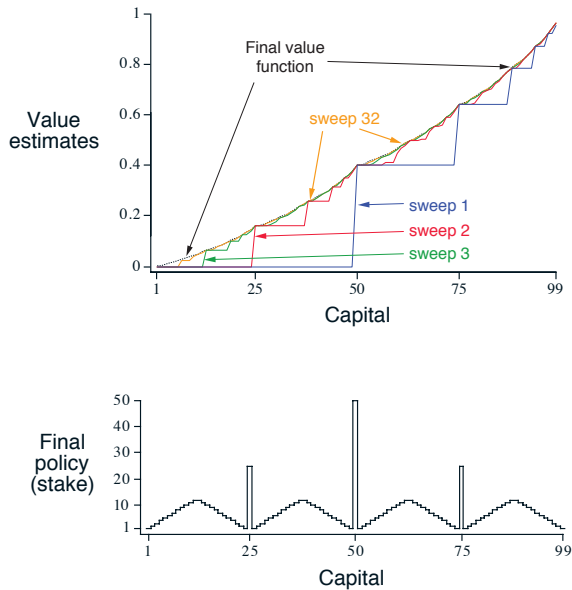 1
0.8
0.6
0.4
0.2
0
Value
estimates
Final value
function
sweep 32
sweep 1
sweep 2
sweep 3
1 25 50 75 99
Capital
50
40
30
20
10
1
Final
policy
(stake)
1 25 50 75 99
Capital